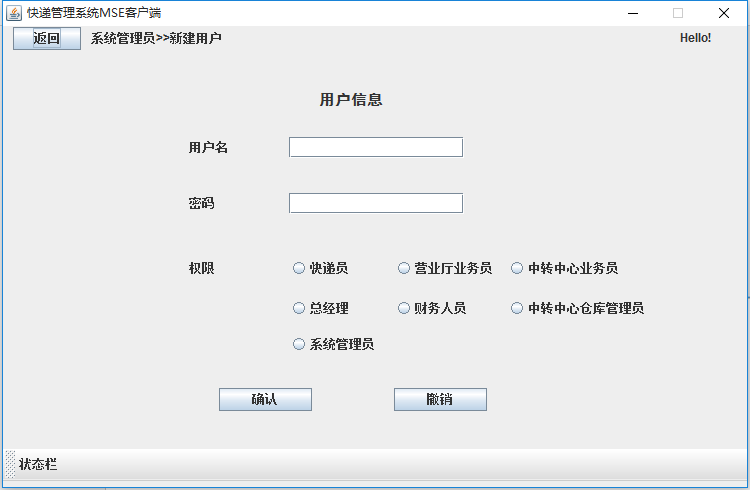 快递管理系统MSE客户端
返回 系统管理员>>新建用户 Hello!
用户信息
用户名
密码
权限 快递员 营业厅业务员 中转中心业务员
总经理 财务人员 中转中心仓库管理员
系统管理员
确认 撤销
状态栏